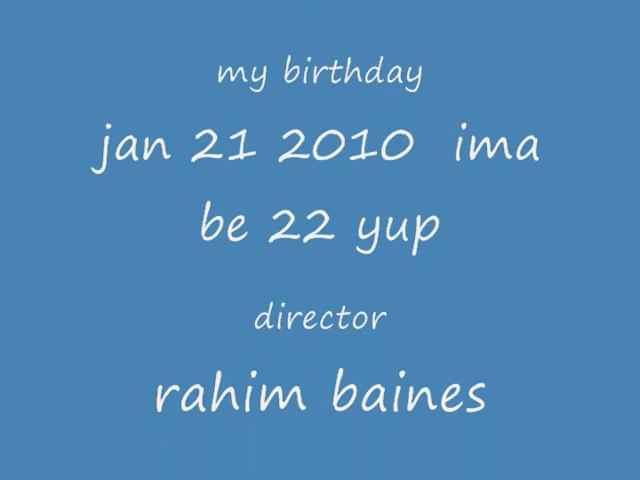 my birthday
jan 21 2010 ima
be 22 yup
director
rahim baines